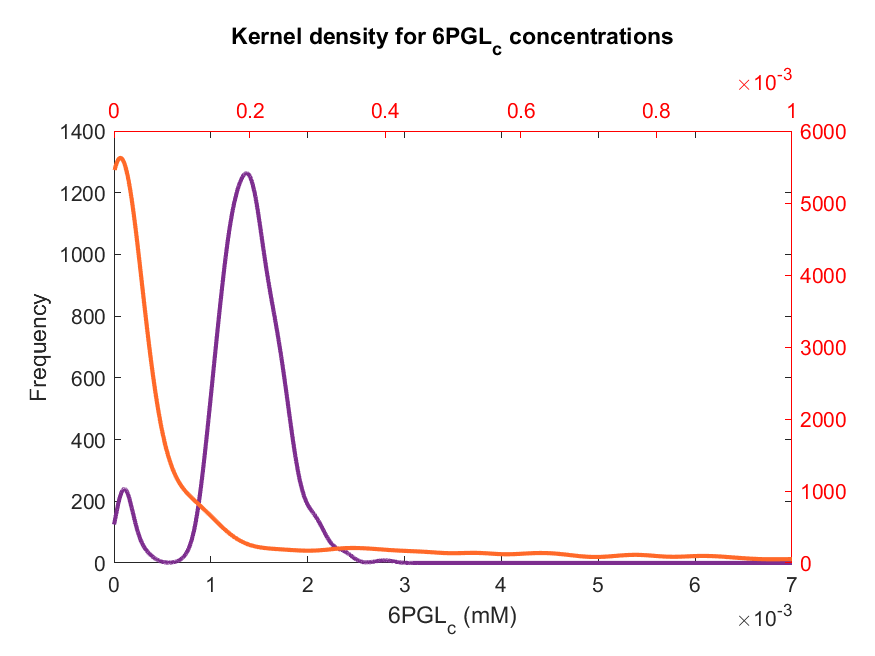 Kernel density for 6PGL_c concentrations
×10^-3
0 0.2 0.4 0.6 0.8 1
1400 6000
1200 5000
1000 4000
800 3000
600 2000
400 1000
200
0 0
Frequency
0 1 2 3 4 5 6 7
6PGL_c (mM)
×10^-3